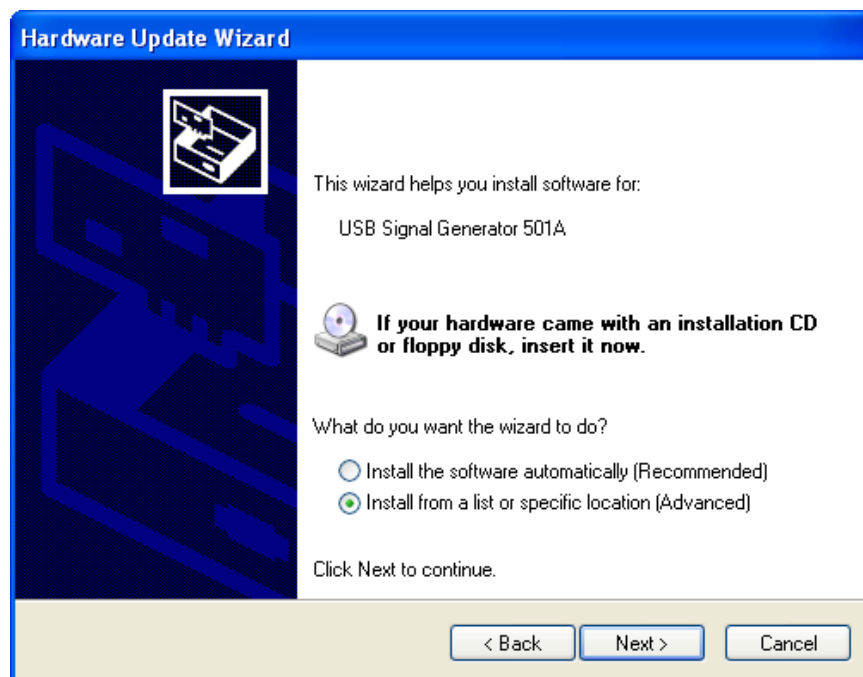 Hardware Update Wizard
This wizard helps you install software for:
USB Signal Generator 501A
If your hardware came with an installation CD
or floppy disk, insert it now.
What do you want the wizard to do?
Install the software automatically (Recommended)
Install from a list or specific location (Advanced)
Click Next to continue.
< Back Next > Cancel